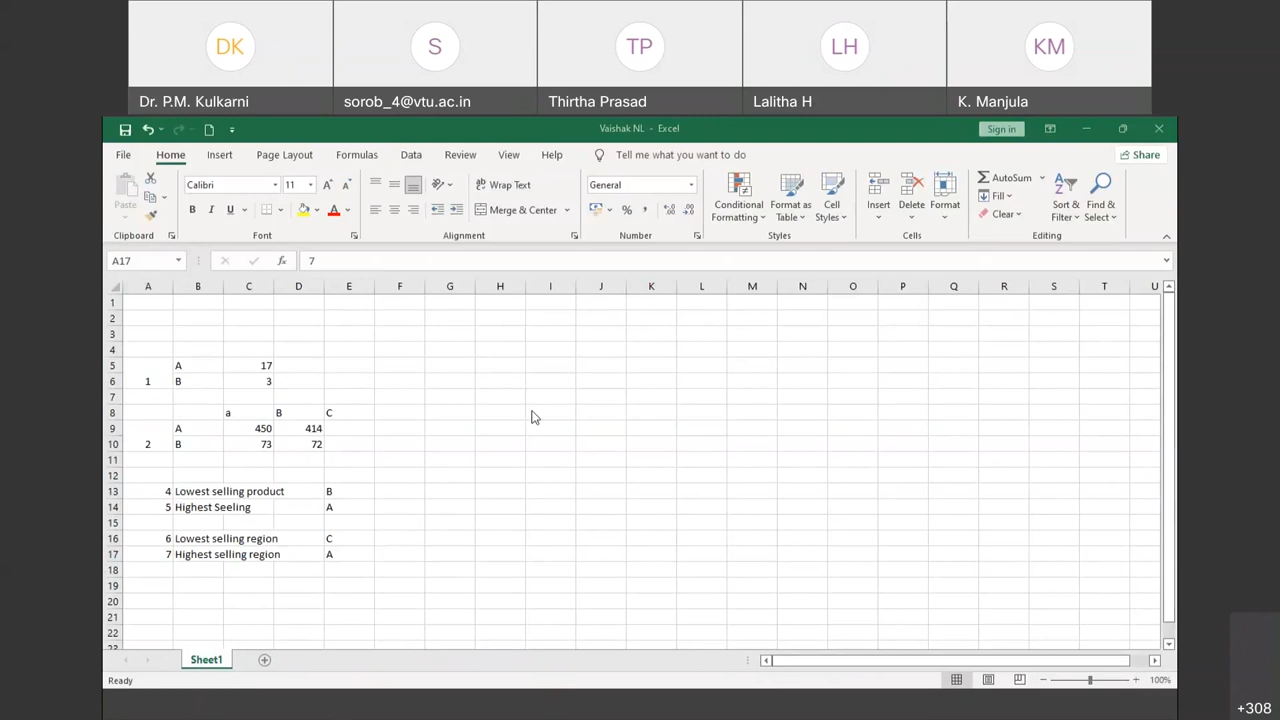 DK S TP LH KM
Dr. P.M. Kulkarni sorob_4@vtu.ac.in Thirtha Prasad Lalitha H K. Manjula
Vaishak NL - Excel Sign in
File Home Insert Page Layout Formulas Data Review View Help Tell me what you want to do Share
Calibri 11 Wrap Text General AutoSum
Paste Conditional Formatting Format as Table Cell Styles Insert Delete Format Fill Sort & Filter Find & Select
B I U Merge & Center % , Clear
Clipboard Font Alignment Number Styles Cells Editing
A17 fx 7
A B C D E F G H I J K L M N O P Q R S T U
1
2
3
4
5 A 17
6 1 B 3
7
8 a B C
9 A 450 414
10 2 B 73 72
11
12
13 4 Lowest selling product B
14 5 Highest Seeling A
15
16 6 Lowest selling region C
17 7 Highest selling region A
18
19
20
21
22
23
Sheet1
Ready 100%
+308